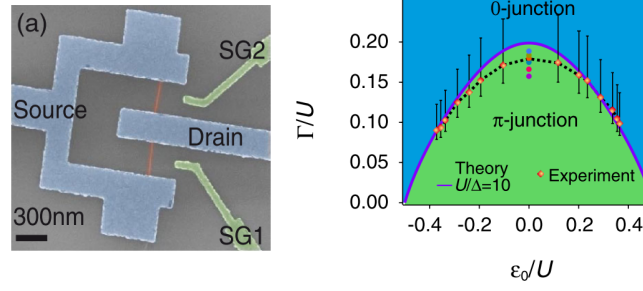 (a)
SG2
Source
Drain
300nm
SG1
0-junction
0.20
0.15
0.10
0.05
0.00
Γ/U
π-junction
Theory
U/Δ=10
Experiment
-0.4
-0.2
0.0
0.2
0.4
ε₀/U